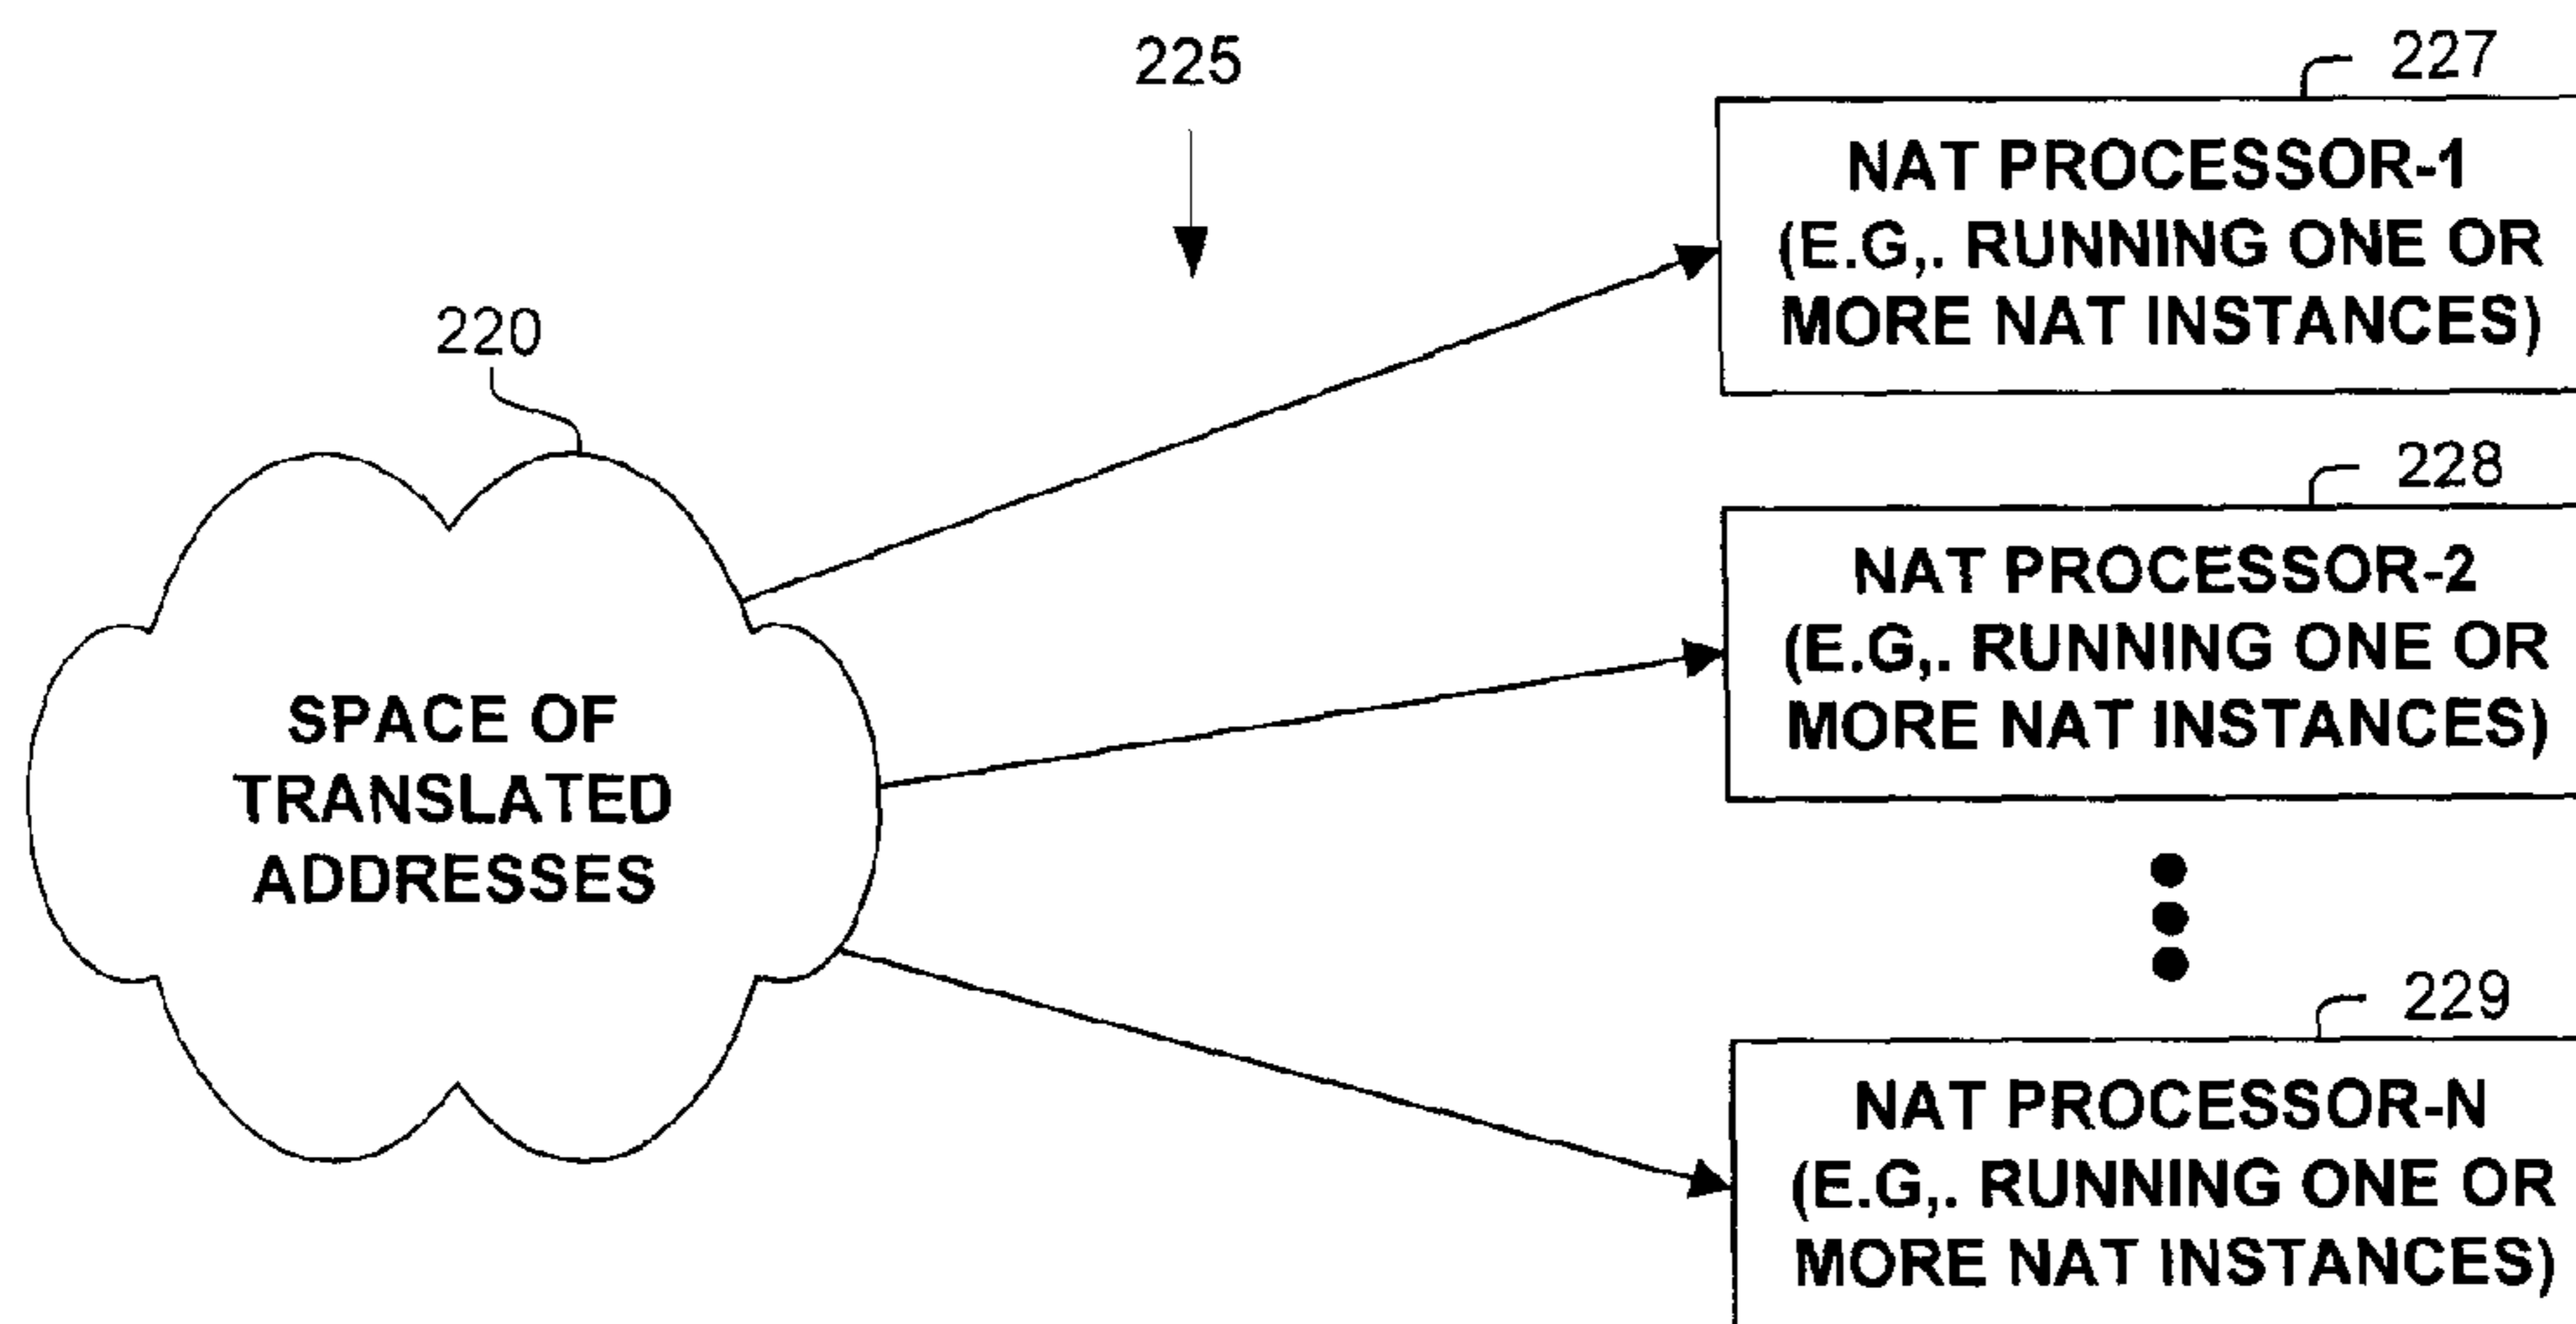 225
227
NAT PROCESSOR-1
(E.G,. RUNNING ONE OR
MORE NAT INSTANCES)
220
228
NAT PROCESSOR-2
(E.G,. RUNNING ONE OR
MORE NAT INSTANCES)
SPACE OF
TRANSLATED
ADDRESSES
229
NAT PROCESSOR-N
(E.G,. RUNNING ONE OR
MORE NAT INSTANCES)